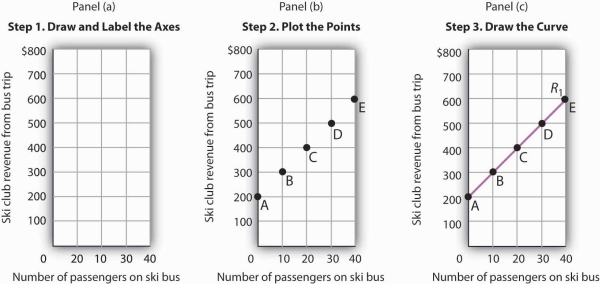 Panel (a)
Step 1. Draw and Label the Axes
Ski club revenue from bus trip
$800
700
600
500
400
300
200
100
0
20 20 30 40
Number of passengers on ski bus
Panel (b)
Step 2. Plot the Points
Ski club revenue from bus trip
$800
700
600
500
400
300
200
100
E
D
C
B
A
0
10 20 30 40
Number of passengers on ski bus
Panel (c)
Step 3. Draw the Curve
Ski club revenue from bus trip
$800
700
600
500
400
300
200
100
R1
E
D
C
B
A
0
10 20 30 40
Number of passengers on ski bus